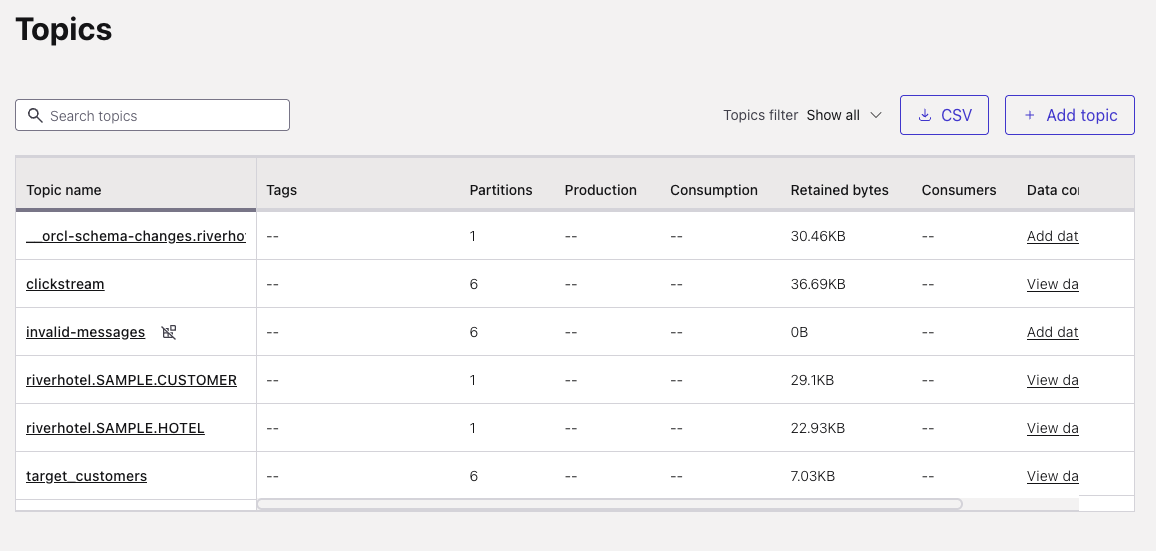 Topics
Search topics
Topics filter Show all CSV + Add topic
Topic name Tags Partitions Production Consumption Retained bytes Consumers Data co
__orcl-schema-changes.riverho -- 1 -- -- 30.46KB -- Add dat
clickstream -- 6 -- -- 36.69KB -- View da
invalid-messages -- 6 -- -- 0B -- Add dat
riverhotel.SAMPLE.CUSTOMER -- 1 -- -- 29.1KB -- View da
riverhotel.SAMPLE.HOTEL -- 1 -- -- 22.93KB -- View da
target_customers -- 6 -- -- 7.03KB -- View da